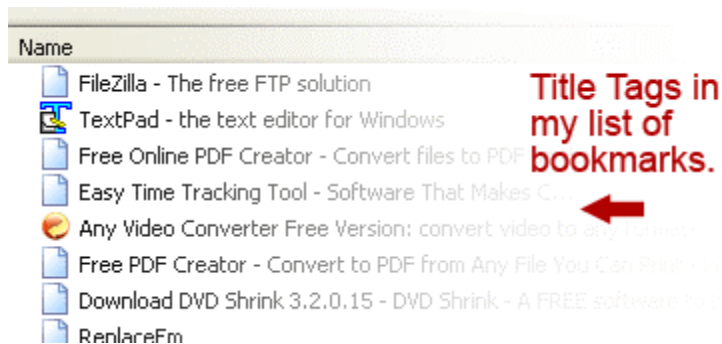 Name
FileZilla - The free FTP solution
TextPad - the text editor for Windows
Free Online PDF Creator - Convert files to PDF
Easy Time Tracking Tool - Software That Makes C...
Any Video Converter Free Version: convert video to any format
Free PDF Creator - Convert to PDF from Any File You Can Print
Download DVD Shrink 3.2.0.15 - DVD Shrink - A FREE software to
ReplaceEm
Title Tags in
my list of
bookmarks.